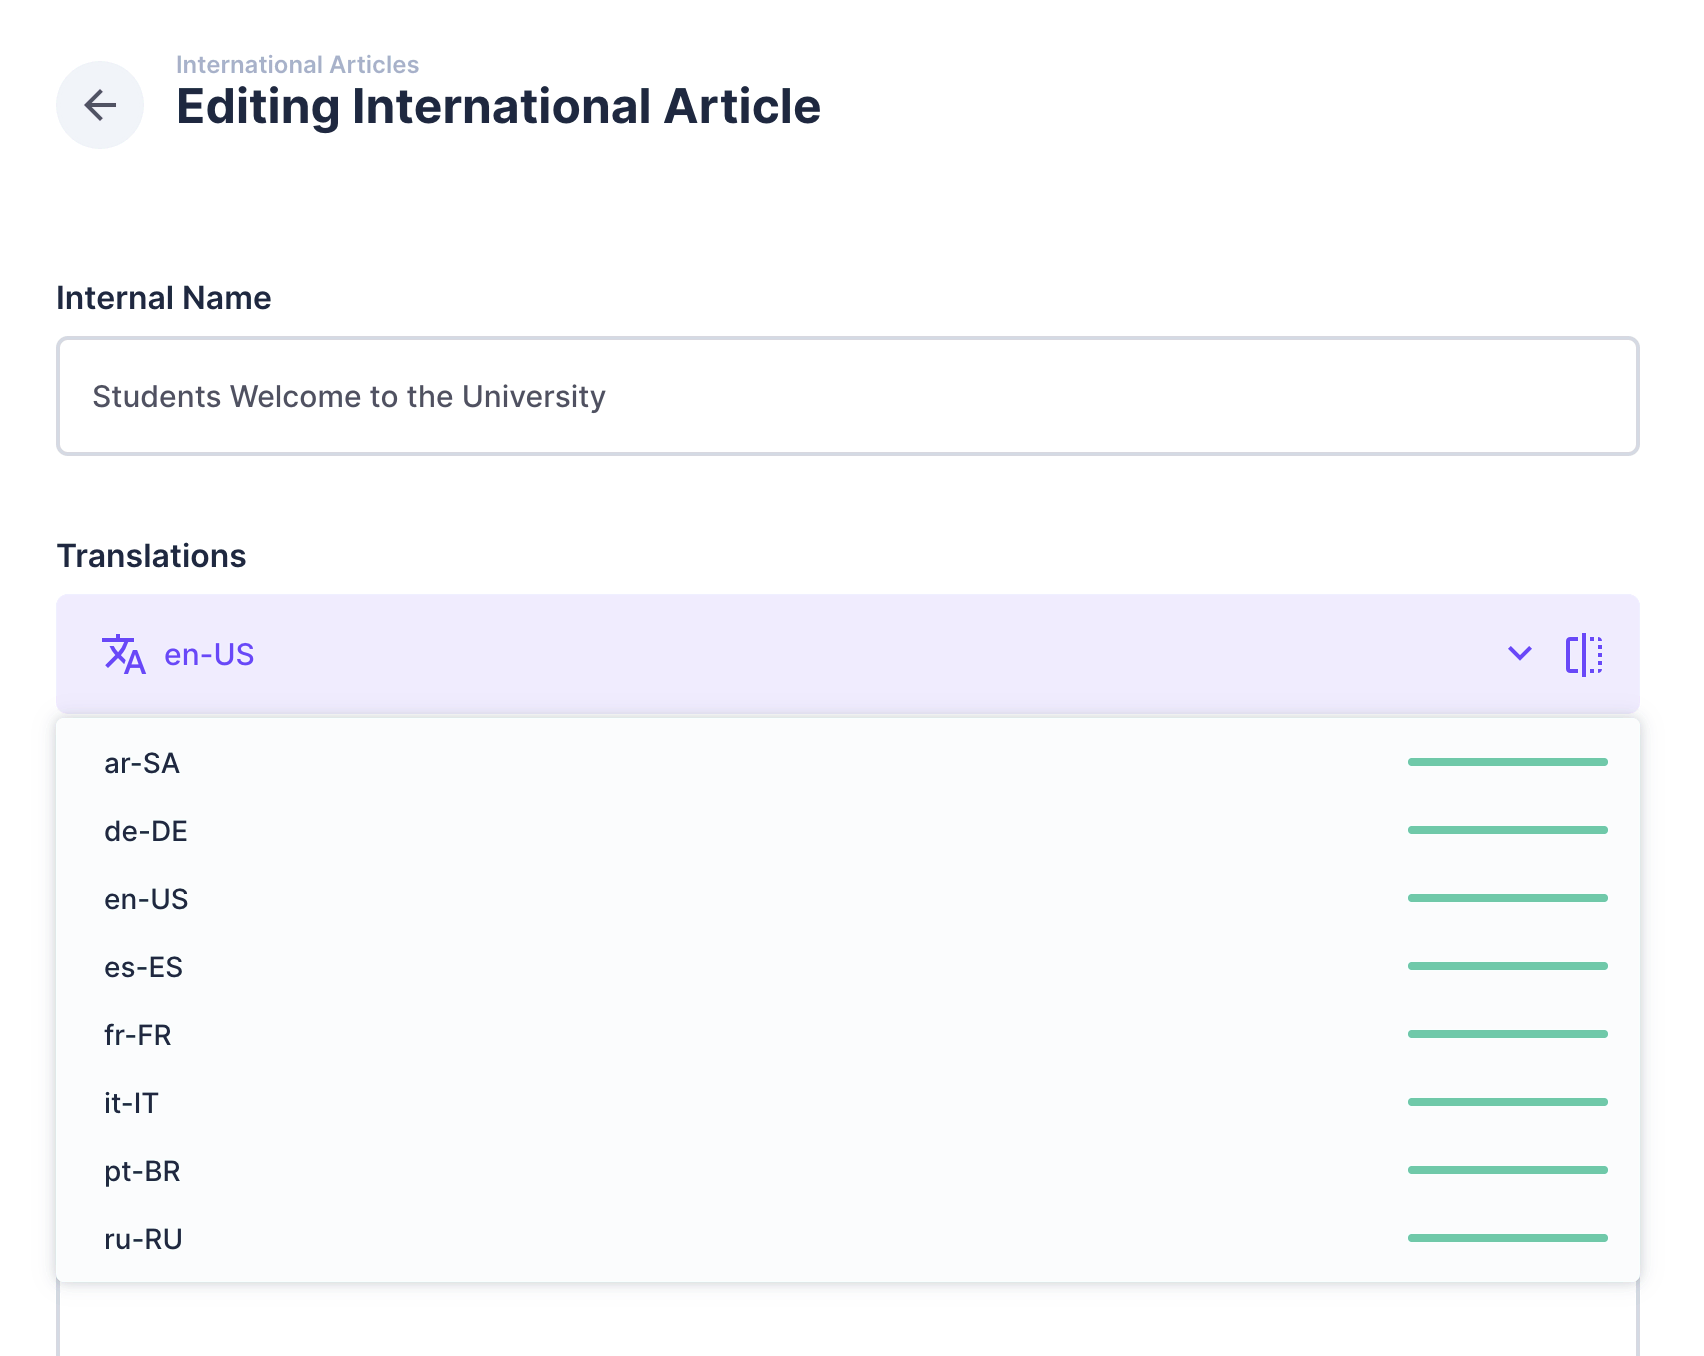 International Articles
Editing International Article
Internal Name
Students Welcome to the University
Translations
en-US
ar-SA
de-DE
en-US
es-ES
fr-FR
it-IT
pt-BR
ru-RU